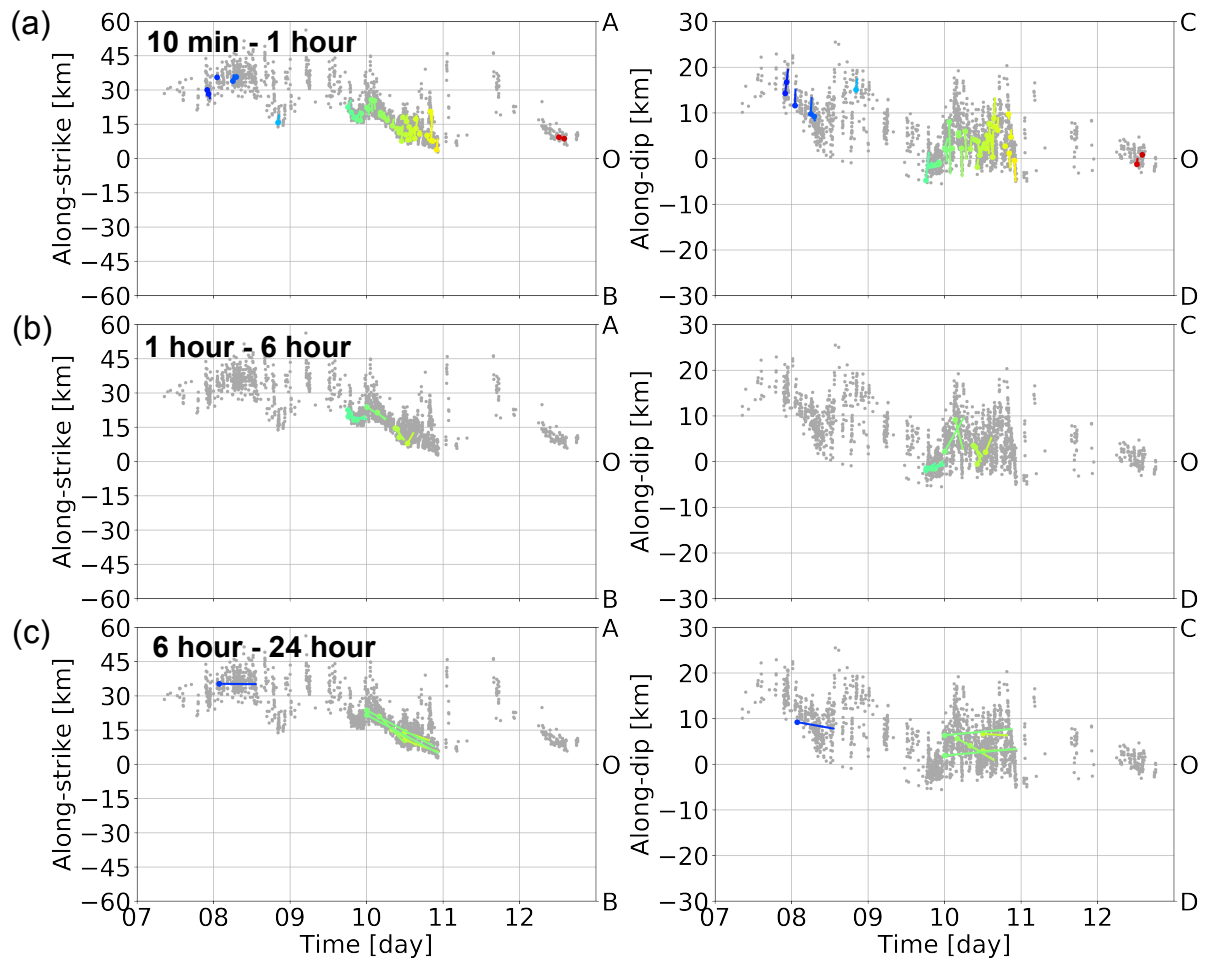 (a)
10 min - 1 hour
Along-strike [km]
60
45
30
15
0
−15
−30
−45
−60
A
O
B
Along-dip [km]
30
20
10
0
−10
−20
−30
C
O
D
(b)
1 hour - 6 hour
Along-strike [km]
60
45
30
15
0
−15
−30
−45
−60
A
O
B
Along-dip [km]
30
20
10
0
−10
−20
−30
C
O
D
(c)
6 hour - 24 hour
Along-strike [km]
60
45
30
15
0
−15
−30
−45
−60
A
O
B
07 08 09 10 11 12
Time [day]
Along-dip [km]
30
20
10
0
−10
−20
−30
C
O
D
07 08 09 10 11 12
Time [day]